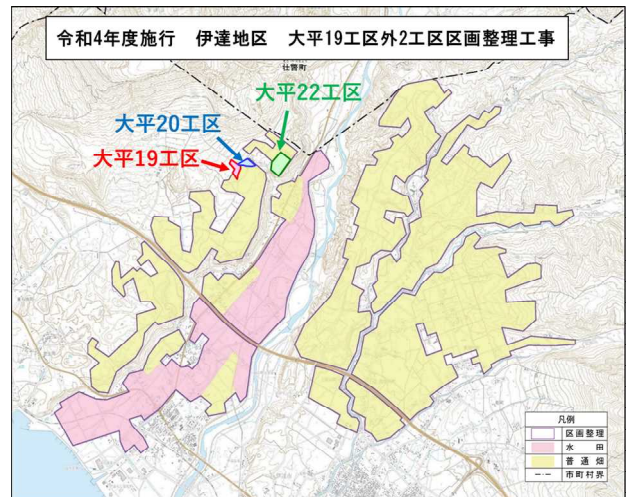 令和4年度施行　伊達地区　大平19工区外2工区区画整理工事
壮瞥町
大平22工区
大平20工区
大平19工区
凡例
区画整理
水　田
普通畑
市町村界